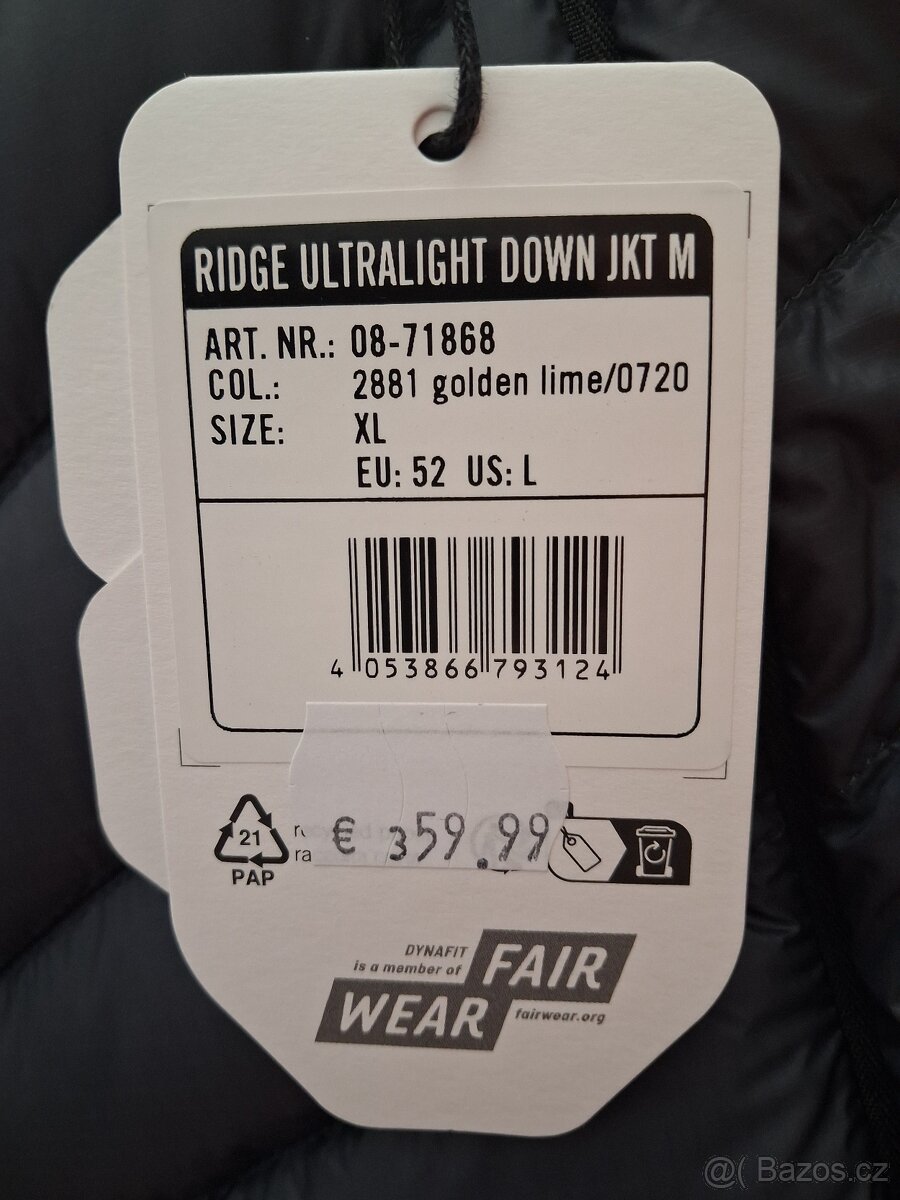 RIDGE ULTRALIGHT DOWN JKT M
ART. NR.: 08-71868
COL.: 2881 golden lime/0720
SIZE: XL
EU: 52 US: L
4 053866 793124
€ 359.99
21
PAP
DYNAFIT
is a member of
FAIR
WEAR
fairwear.org
@( Bazos.cz